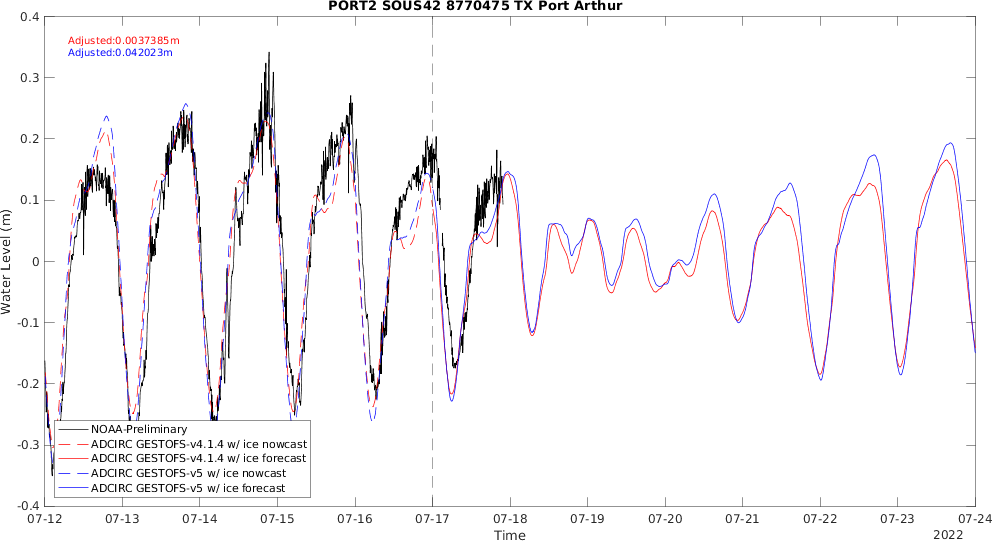 PORT2 SOUS42 8770475 TX Port Arthur
Adjusted:0.0037385m
Adjusted:0.042023m
0.4
0.3
0.2
0.1
0
-0.1
-0.2
-0.3
-0.4
Water Level (m)
NOAA-Preliminary
ADCIRC GESTOFS-v4.1.4 w/ ice nowcast
ADCIRC GESTOFS-v4.1.4 w/ ice forecast
ADCIRC GESTOFS-v5 w/ ice nowcast
ADCIRC GESTOFS-v5 w/ ice forecast
07-12 07-13 07-14 07-15 07-16 07-17 07-18 07-19 07-20 07-21 07-22 07-23 07-24
Time
2022